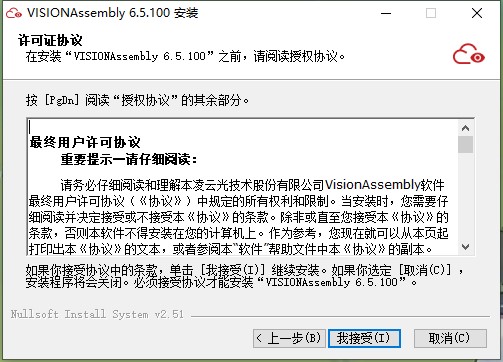 VISIONAssembly 6.5.100 安装
许可证协议
在安装“VISIONAssembly 6.5.100”之前，请阅读授权协议。
按 [PgDn] 阅读“授权协议”的其余部分。
最终用户许可协议
重要提示—请仔细阅读：
请务必仔细阅读和理解本凌云光技术股份有限公司VisionAssembly软件
最终用户许可协议（《协议》）中规定的所有权利和限制。当安装时，您需要仔
细阅读并决定接受或不接受本《协议》的条款。除非或直至您接受本《协议》的
条款，否则本软件不得安装在您的计算机上。作为参考，您现在就可以从本页起
打印出本《协议》的文本，或者参阅本“软件”帮助文件中本《协议》的副本。
如果你接受协议中的条款，单击 [我接受(I)] 继续安装。如果你选定 [取消(C)] ，
安装程序将会关闭。必须接受协议才能安装“VISIONAssembly 6.5.100”。
Nullsoft Install System v2.51
< 上一步(B)
我接受(I)
取消(C)